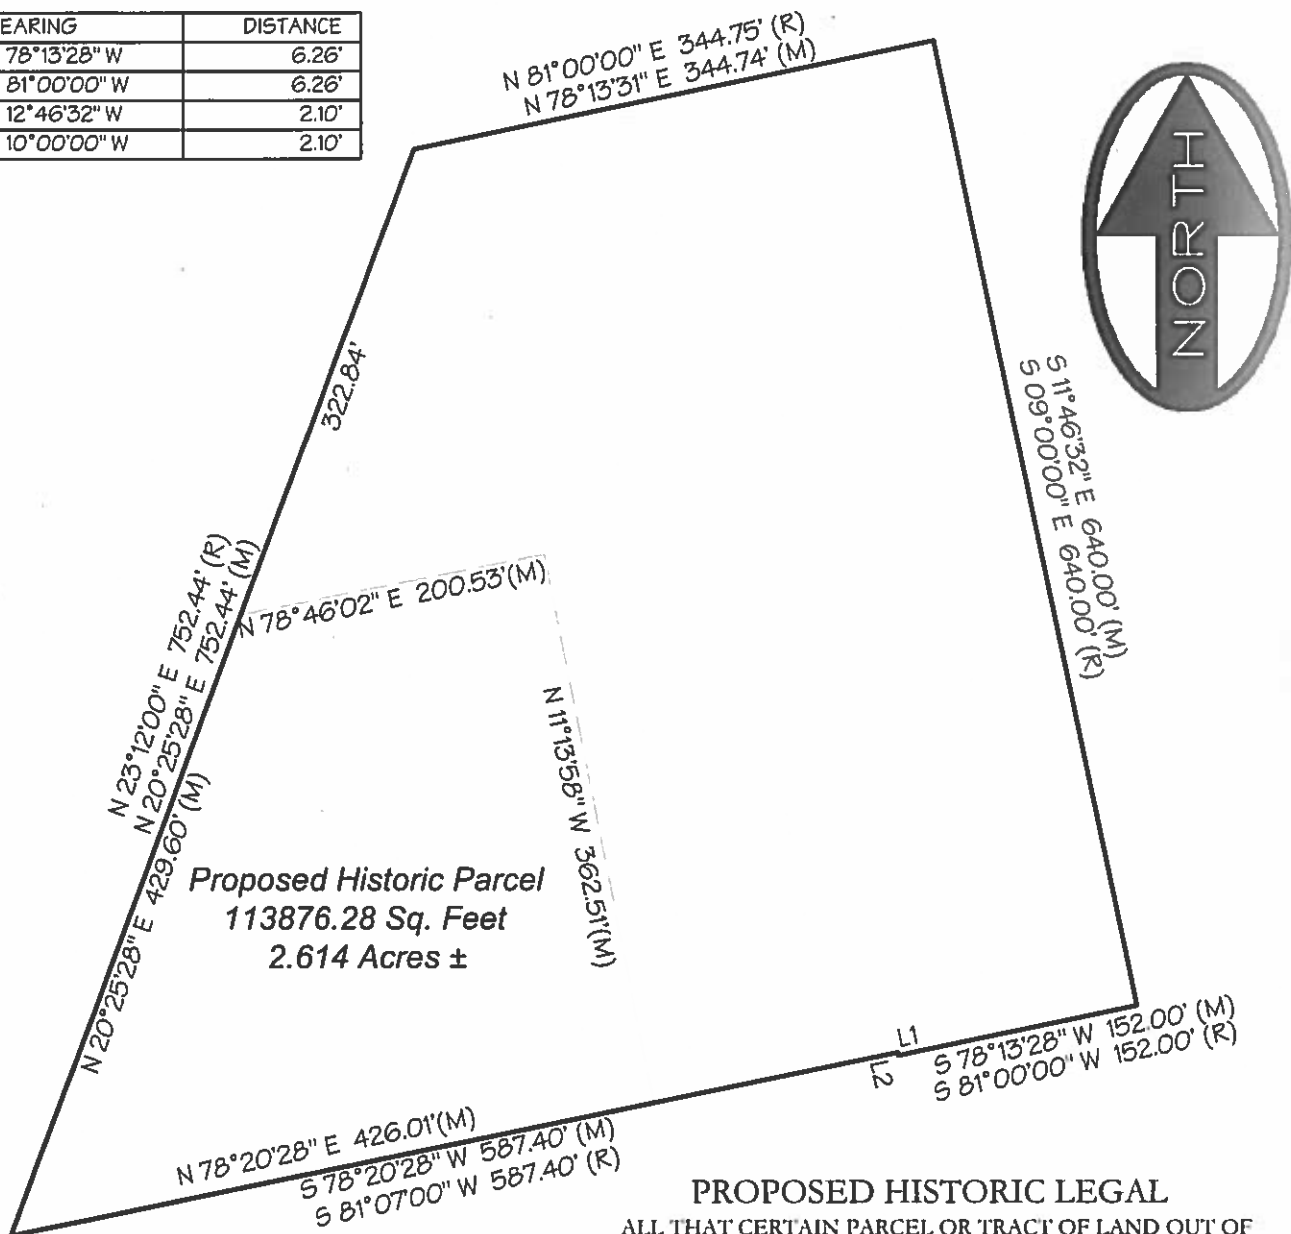 EARING DISTANCE
78°13'28" W 6.26'
81°00'00" W 6.26'
12°46'32" W 2.10'
10°00'00" W 2.10'
N 81°00'00" E 344.75' (R)
N 78°13'31" E 344.74' (M)
NORTH
322.84'
S 11°46'32" E 640.00' (M)
S 09°00'00" E 640.00' (R)
N 23°12'00" E 752.44' (R)
N 20°25'28" E 752.44' (M)
N 78°46'02" E 200.53'(M)
N 11°13'58" W 362.51'(M)
N 20°25'28" E 429.60' (M)
Proposed Historic Parcel
113876.28 Sq. Feet
2.614 Acres ±
L1
L2
S 78°13'28" W 152.00' (M)
S 81°00'00" W 152.00' (R)
N 78°20'28" E 426.01'(M)
S 78°20'28" W 587.40' (M)
S 81°07'00" W 587.40' (R)
PROPOSED HISTORIC LEGAL
ALL THAT CERTAIN PARCEL OR TRACT OF LAND OUT OF